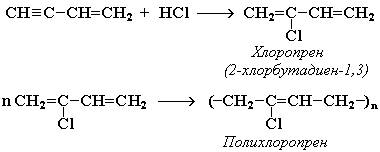 CH≡C–CH=CH₂ + HCl ⟶ CH₂=C–CH=CH₂
Cl
Хлоропрен
(2-хлорбутадиен-1,3)
n CH₂=C–CH=CH₂ ⟶ (–CH₂–C=CH–CH₂–)ₙ
Cl Cl
Полихлоропрен